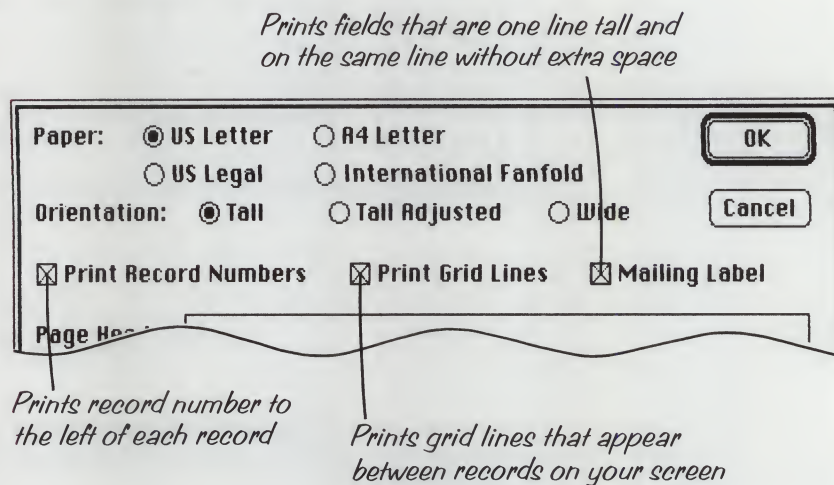 Prints fields that are one line tall and
on the same line without extra space
Paper: US Letter A4 Letter OK
US Legal International Fanfold
Orientation: Tall Tall Adjusted Wide Cancel
Print Record Numbers Print Grid Lines Mailing Label
Page
Prints record number to
the left of each record
Prints grid lines that appear
between records on your screen